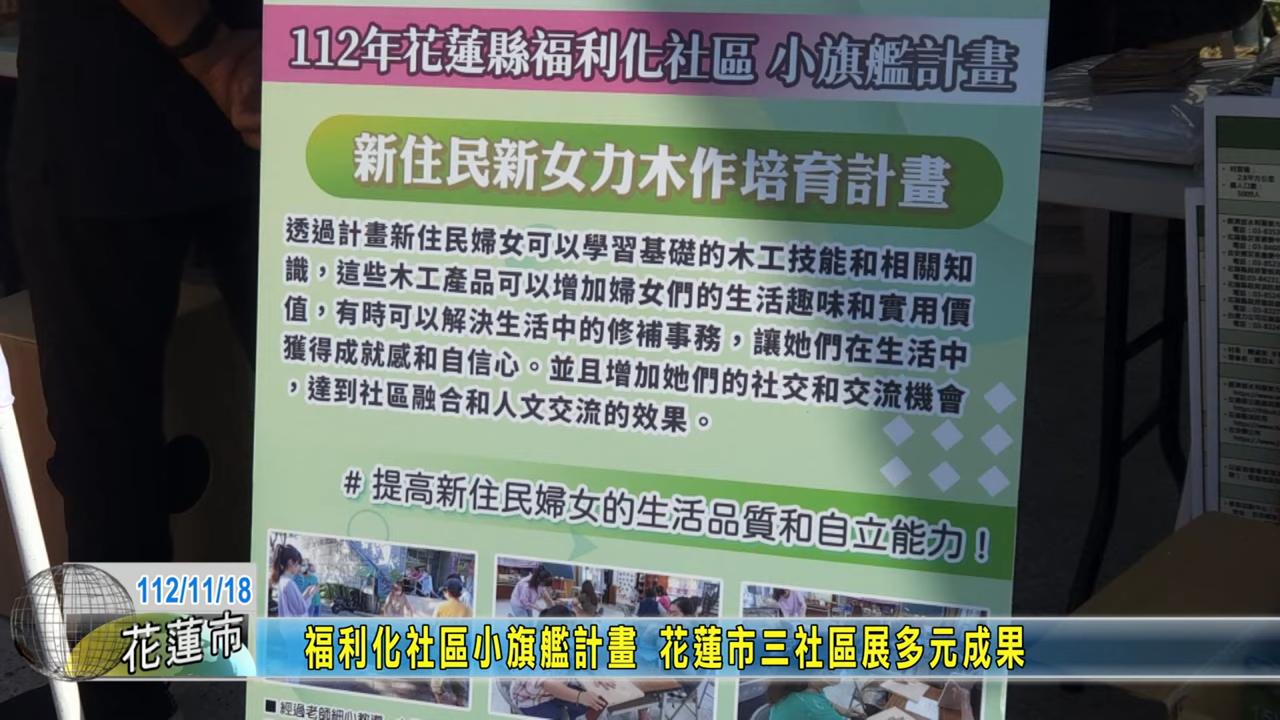 112年花蓮縣福利化社區 小旗艦計畫
新住民新女力木作培育計畫
透過計畫新住民婦女可以學習基礎的木工技能和相關知
識，這些木工產品可以增加婦女們的生活趣味和實用價
值，有時可以解決生活中的修補事務，讓她們在生活中
獲得成就感和自信心。並且增加她們的社交和交流機會
，達到社區融合和人文交流的效果。
# 提高新住民婦女的生活品質和自立能力！
112/11/18
花蓮市
福利化社區小旗艦計畫 花蓮市三社區展多元成果
■ 經過老師細心教導